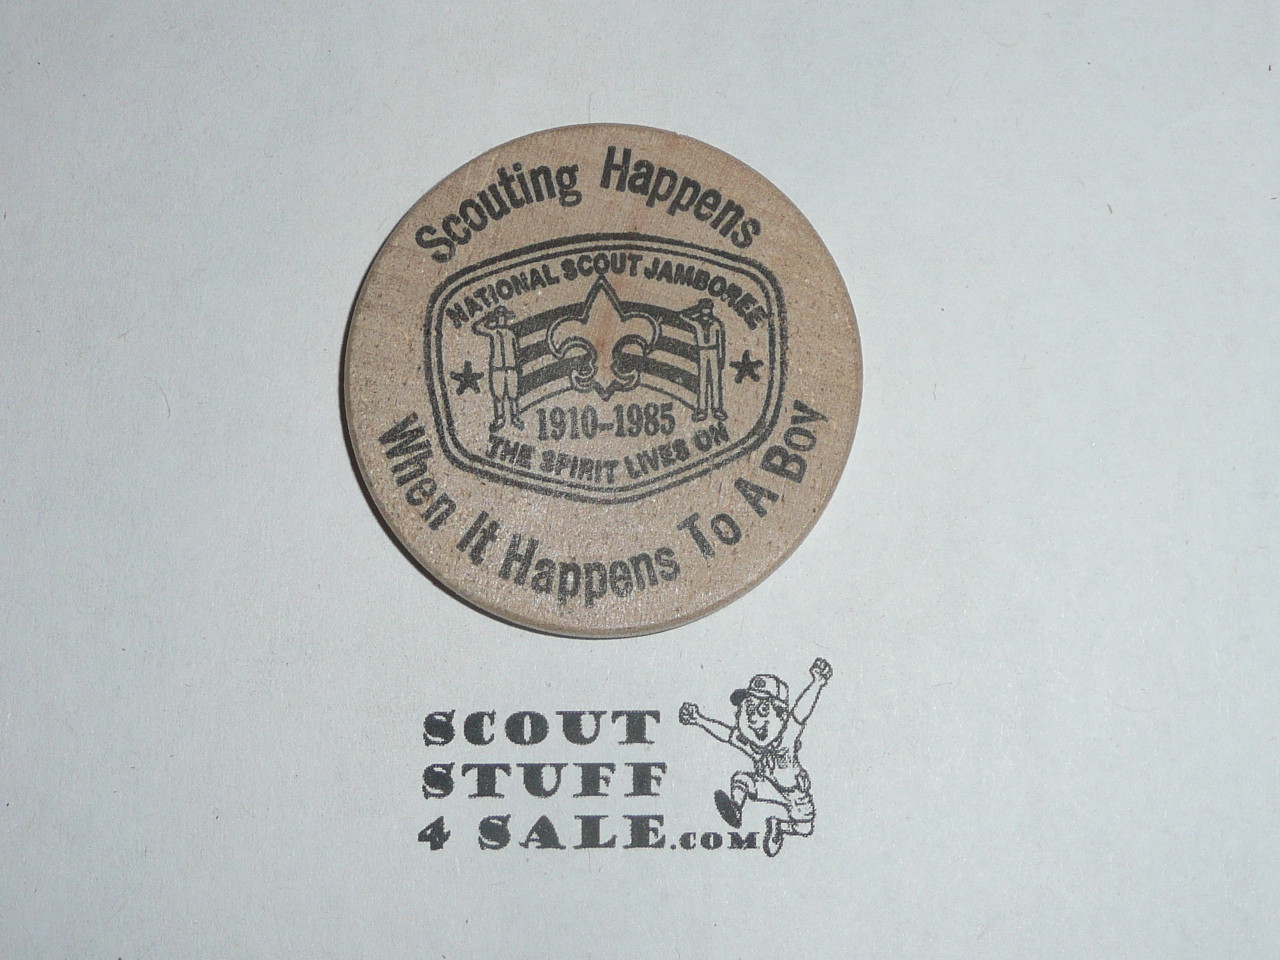 Scouting Happens
NATIONAL SCOUT JAMBOREE
1910-1985
THE SPIRIT LIVES ON
When It Happens To A Boy
SCOUT
STUFF
4 SALE.COM